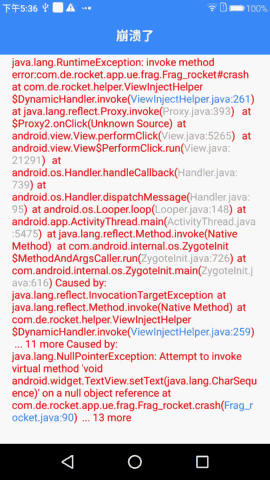 下午5:36
100%
崩溃了
java.lang.RuntimeException: invoke method
error:com.de.rocket.app.ue.frag.Frag_rocket#crash
at com.de.rocket.helper.ViewInjectHelper
$DynamicHandler.invoke(ViewInjectHelper.java:261)
at java.lang.reflect.Proxy.invoke(Proxy.java:393) at
$Proxy2.onClick(Unknown Source) at
android.view.View.performClick(View.java:5265) at
android.view.View$PerformClick.run(View.java:
21291) at
android.os.Handler.handleCallback(Handler.java:
739) at
android.os.Handler.dispatchMessage(Handler.java:
95) at android.os.Looper.loop(Looper.java:148) at
android.app.ActivityThread.main(ActivityThread.java
:5475) at java.lang.reflect.Method.invoke(Native
Method) at com.android.internal.os.ZygoteInit
$MethodAndArgsCaller.run(ZygoteInit.java:726) at
com.android.internal.os.ZygoteInit.main(ZygoteInit.j
ava:616) Caused by:
java.lang.reflect.InvocationTargetException at
java.lang.reflect.Method.invoke(Native Method) at
com.de.rocket.helper.ViewInjectHelper
$DynamicHandler.invoke(ViewInjectHelper.java:259)
... 11 more Caused by:
java.lang.NullPointerException: Attempt to invoke
virtual method 'void
android.widget.TextView.setText(java.lang.CharSequ
ence)' on a null object reference at
com.de.rocket.app.ue.frag.Frag_rocket.crash(Frag_r
ocket.java:90) ... 13 more